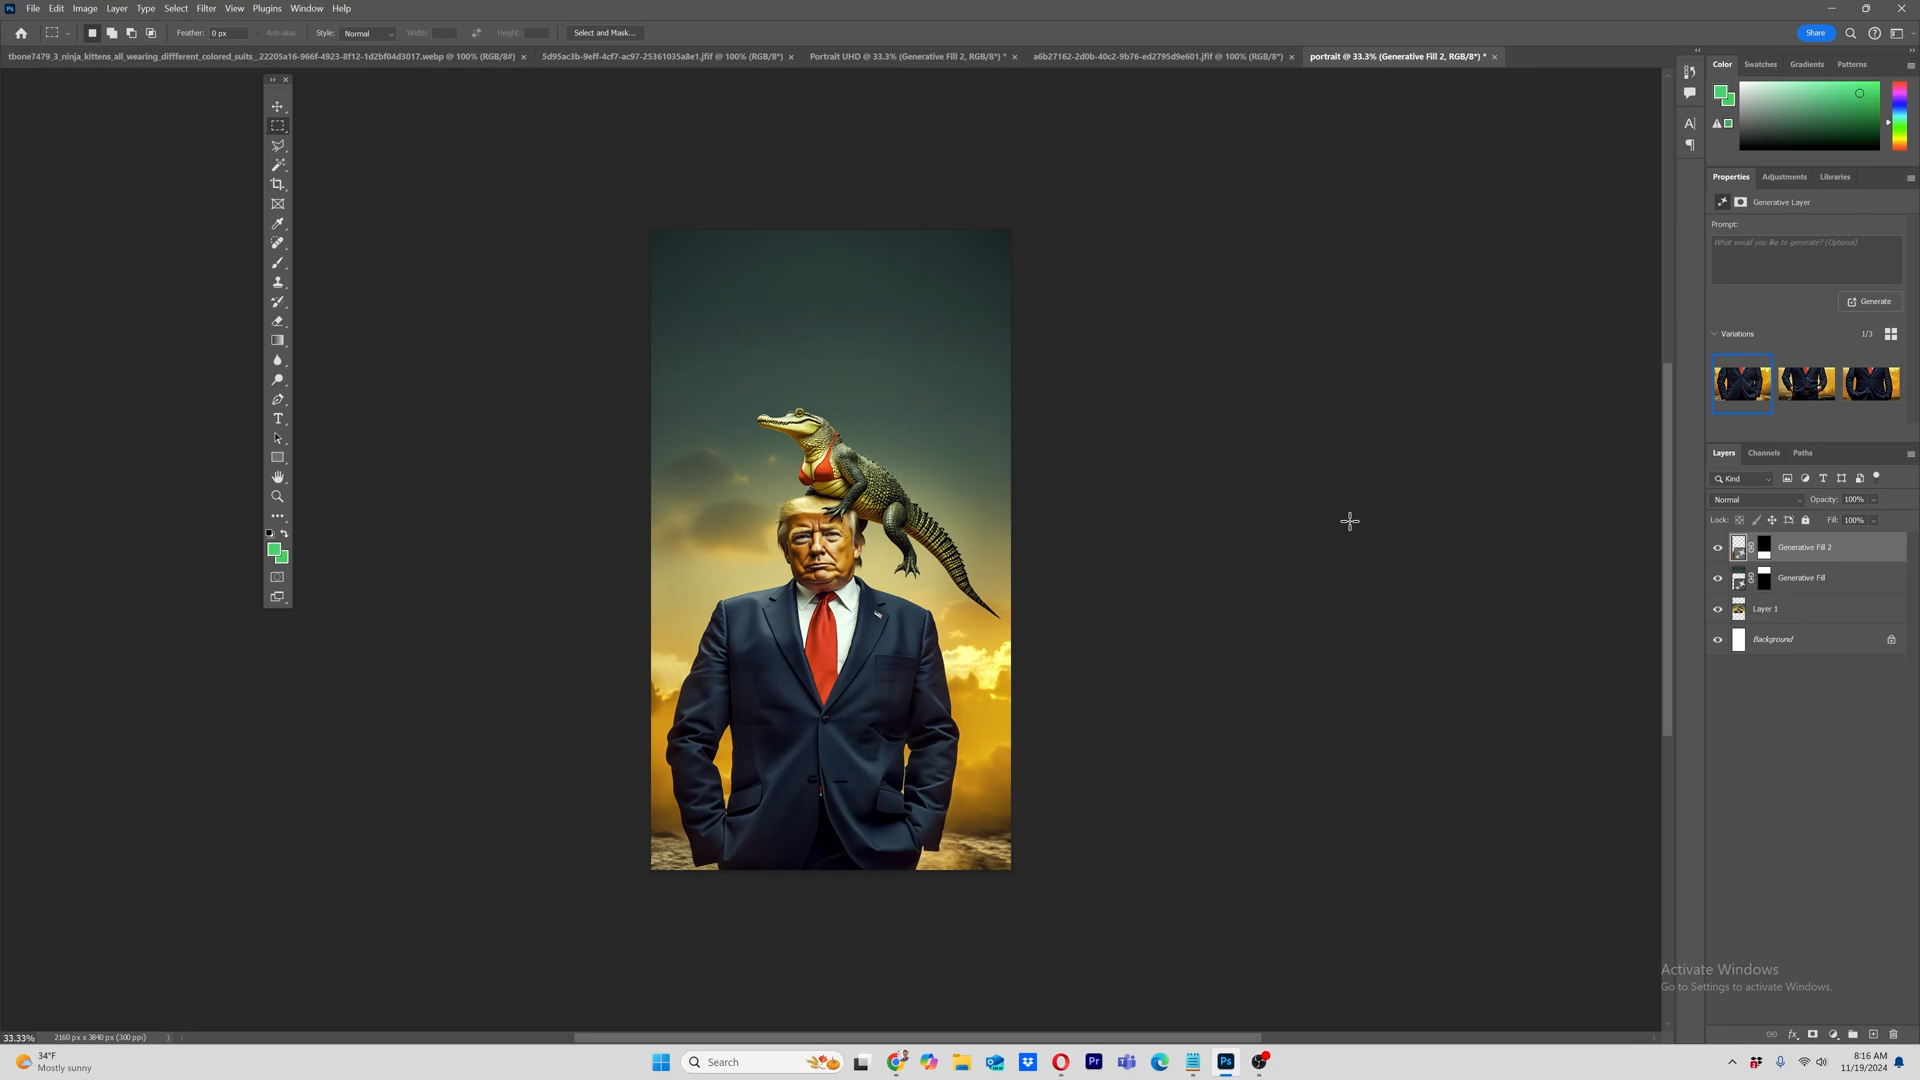 Ps File Edit Image Layer Type Select Filter View Plugins Window Help
Feather: 0 px Anti-alias Style: Normal Width: Height: Select and Mask... Share
tbone7479_3_ninja_kittens_all_wearing_diffferent_colored_suits__22205a16-966f-4923-8f12-1d2bf04d3017.webp @ 100% (RGB/8#) × 5d95ac3b-9eff-4cf7-ac97-25361035a8e1.jfif @ 100% (RGB/8*) × Portrait UHD @ 33.3% (Generative Fill 2, RGB/8*) * × a6b27162-2d0b-40c2-9b76-ed2795d9e601.jfif @ 100% (RGB/8*) × portrait @ 33.3% (Generative Fill 2, RGB/8*) * ×
Color Swatches Gradients Patterns
Properties Adjustments Libraries
Generative Layer
Prompt:
What would you like to generate? (Optional)
Generate
Variations 1/3
Layers Channels Paths
Kind
Normal Opacity: 100%
Lock: Fill: 100%
Generative Fill 2
Generative Fill
Layer 1
Background
Activate Windows
Go to Settings to activate Windows.
33.33% 2160 px x 3840 px (300 ppi)
34°F
Mostly sunny
Search
Pr
Ps
8:16 AM
11/19/2024